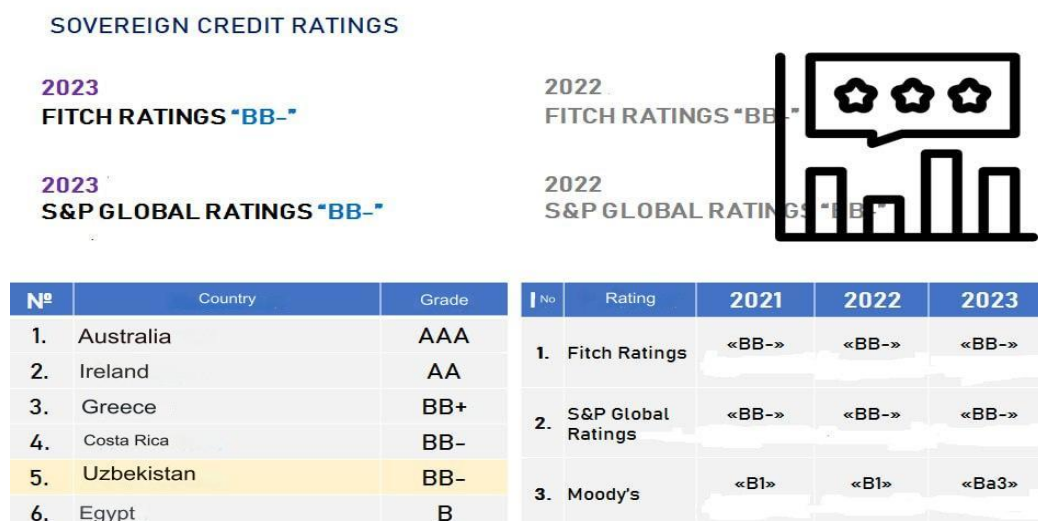 SOVEREIGN CREDIT RATINGS
2023
FITCH RATINGS “BB-”
2022
FITCH RATINGS “BB-”
2023
S&P GLOBAL RATINGS “BB-”
2022
S&P GLOBAL RATINGS “BB-”
Nº Country Grade
1. Australia AAA
2. Ireland AA
3. Greece BB+
4. Costa Rica BB-
5. Uzbekistan BB-
6. Egypt B
No Rating 2021 2022 2023
1. Fitch Ratings «BB-» «BB-» «BB-»
2. S&P Global
Ratings «BB-» «BB-» «BB-»
3. Moody's «B1» «B1» «Ba3»